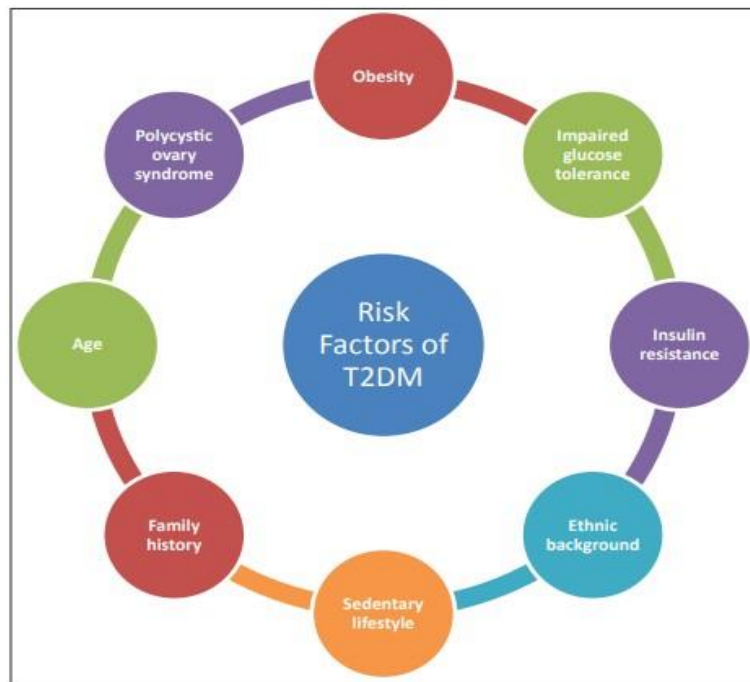 Obesity
Impaired
glucose
tolerance
Insulin
resistance
Ethnic
background
Sedentary
lifestyle
Family
history
Age
Polycystic
ovary
syndrome
Risk
Factors of
T2DM